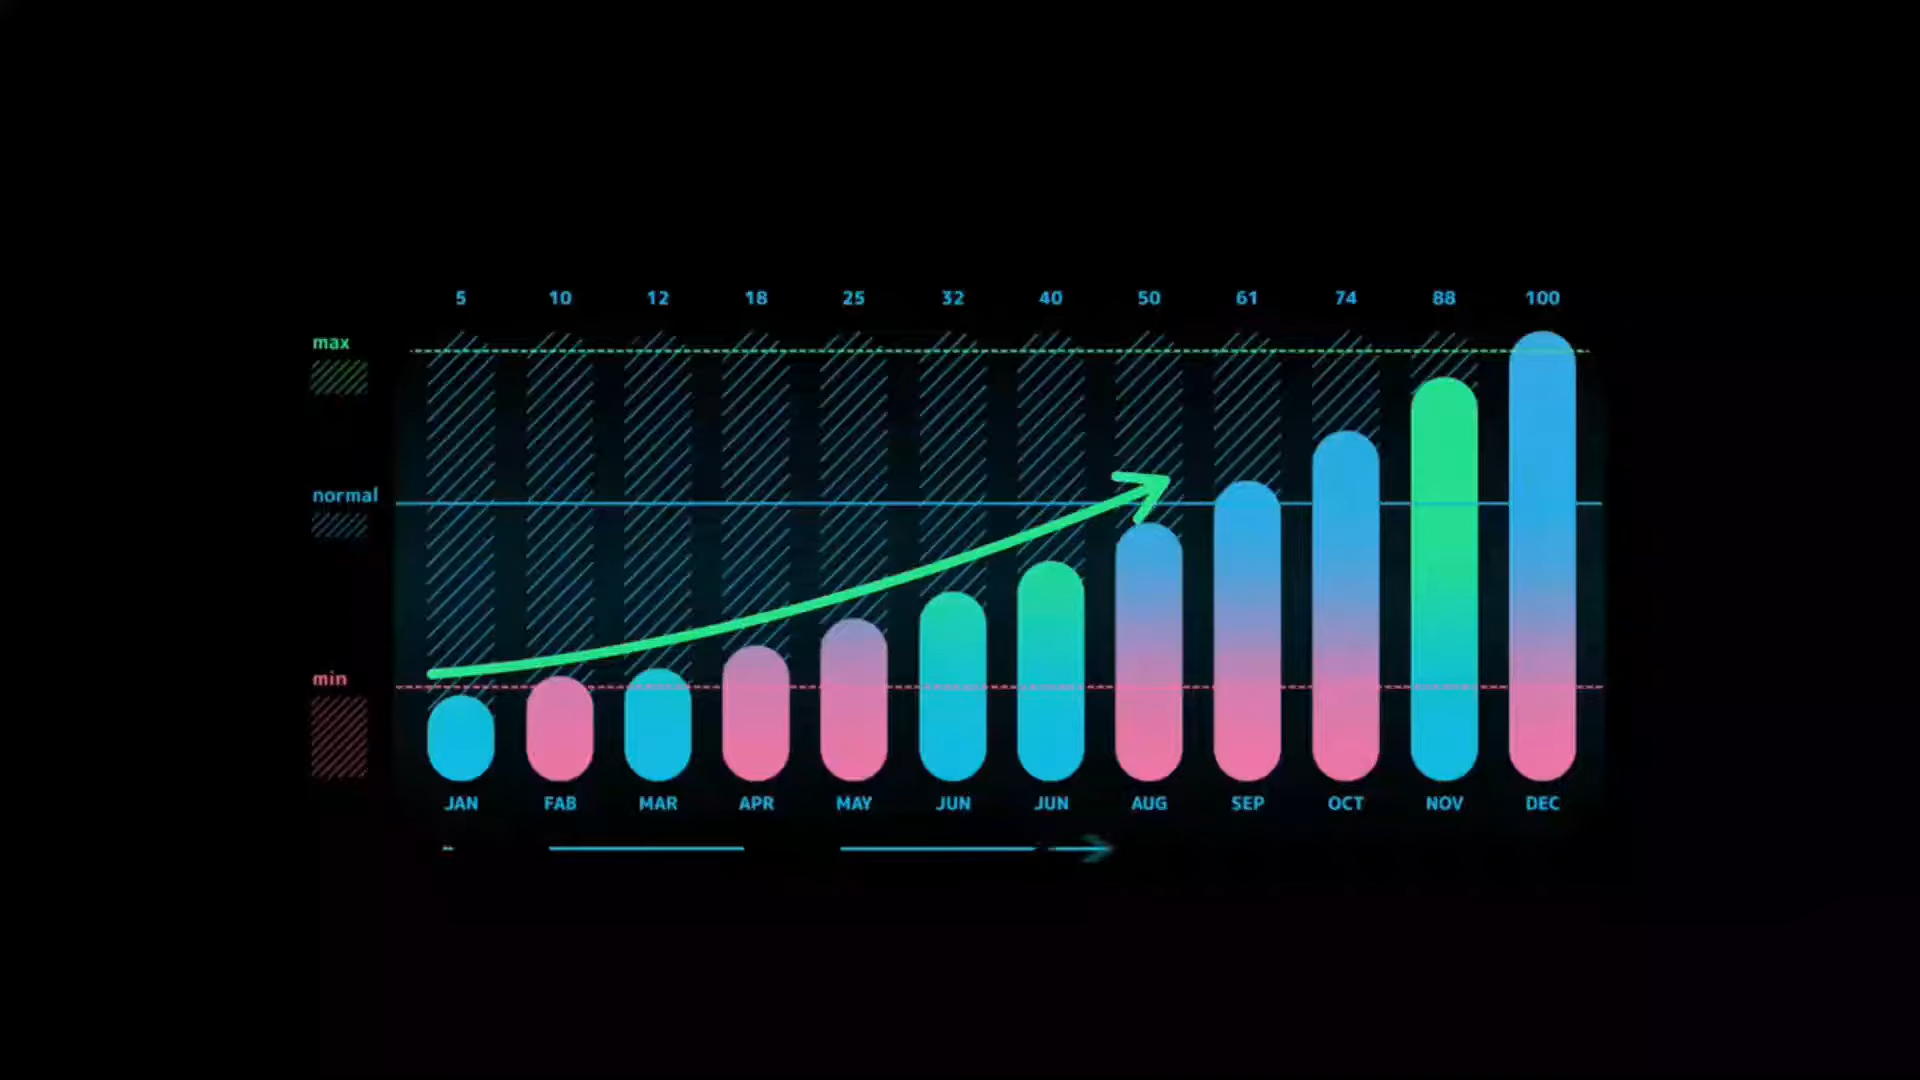 5 10 12 18 25 32 40 50 61 74 88 100
max
normal
min
JAN FAB MAR APR MAY JUN JUN AUG SEP OCT NOV DEC